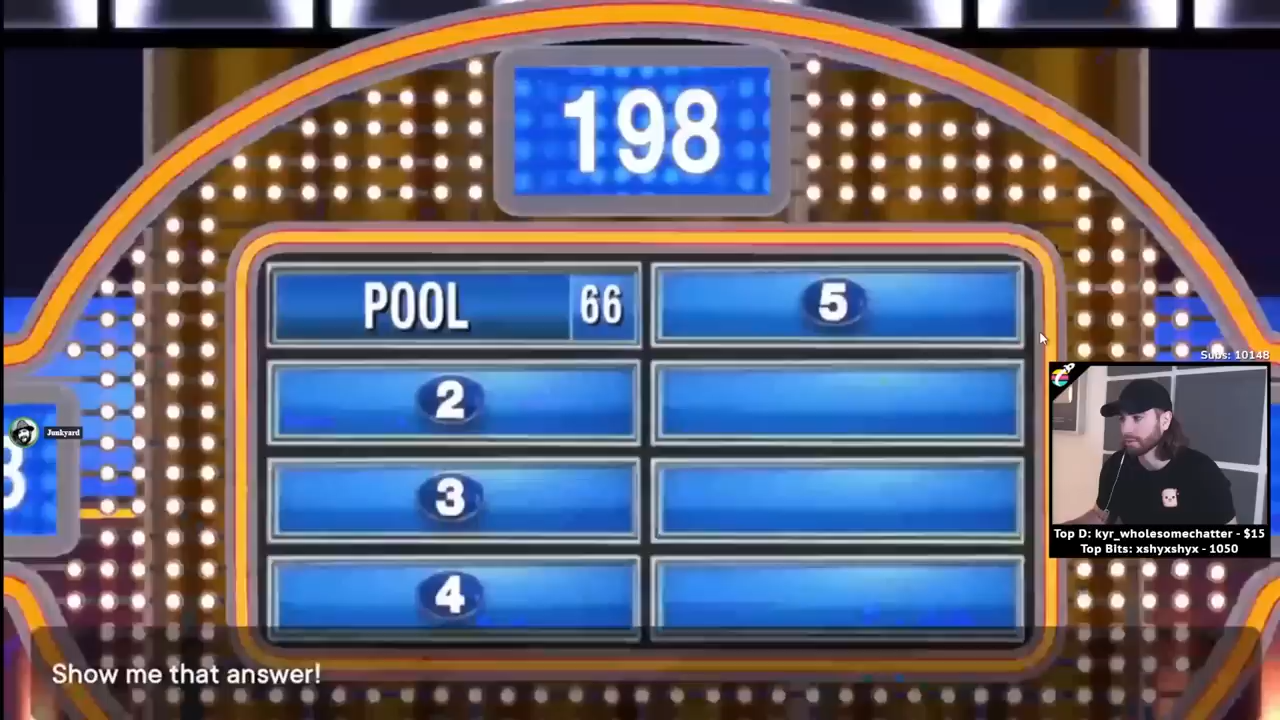 198
POOL 66
5
2
3
4
Show me that answer!
Junkyard
Subs: 10148
Top D: kyr_wholesomechatter - $15
Top Bits: xshyxshyx - 1050